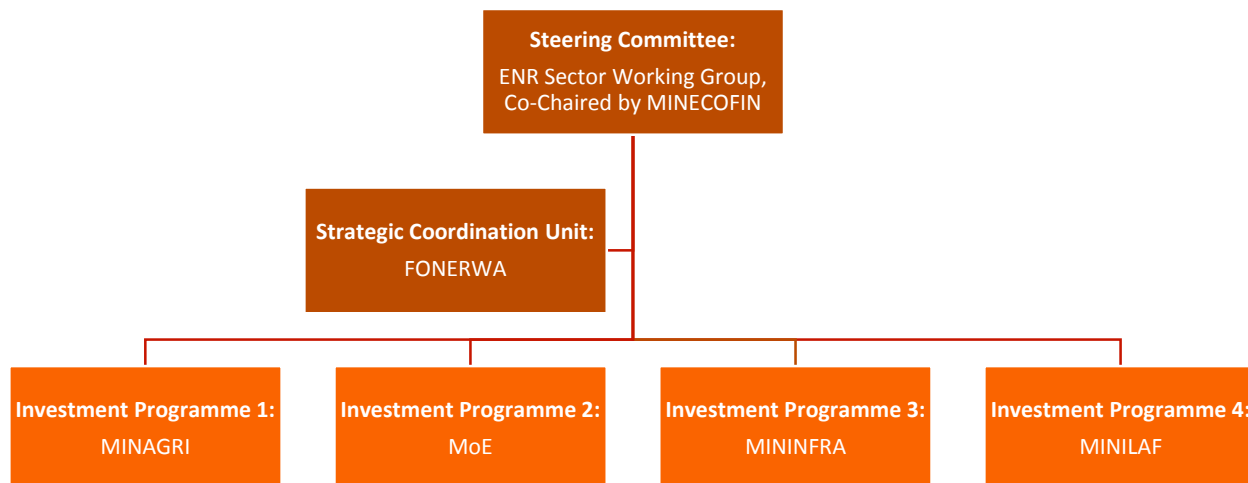 Steering Committee:
ENR Sector Working Group,
Co-Chaired by MINECOFIN
Strategic Coordination Unit:
FONERWA
Investment Programme 1:
MINAGRI
Investment Programme 2:
MoE
Investment Programme 3:
MININFRA
Investment Programme 4:
MINILAF